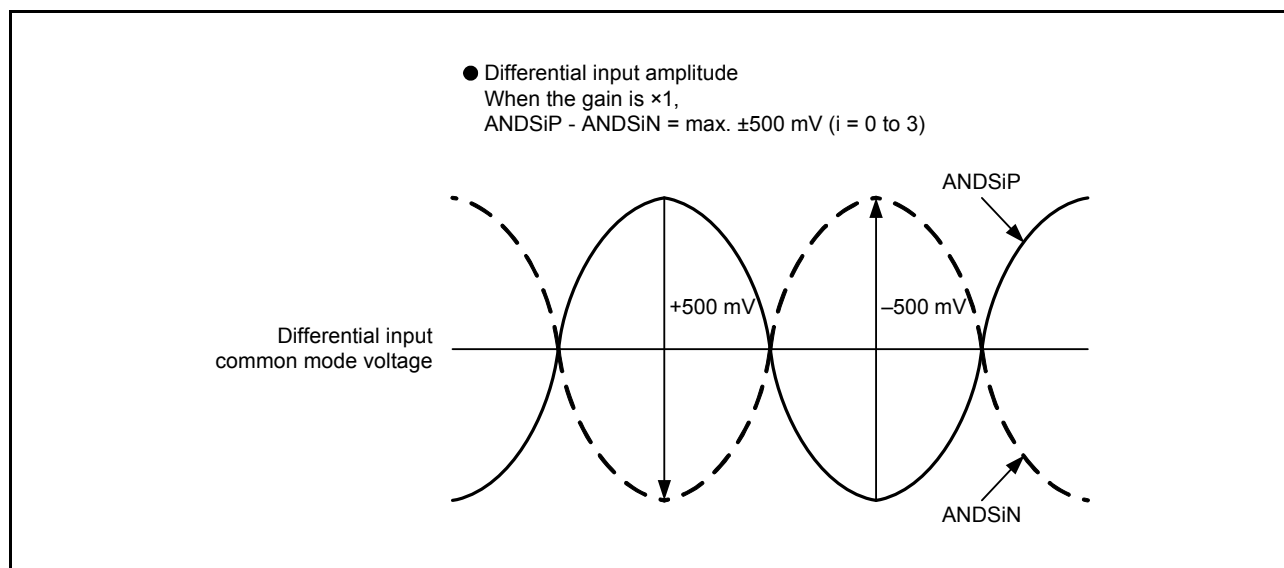 ● Differential input amplitude
When the gain is ×1,
ANDSiP - ANDSiN = max. ±500 mV (i = 0 to 3)
ANDSiP
+500 mV
–500 mV
Differential input
common mode voltage
ANDSiN